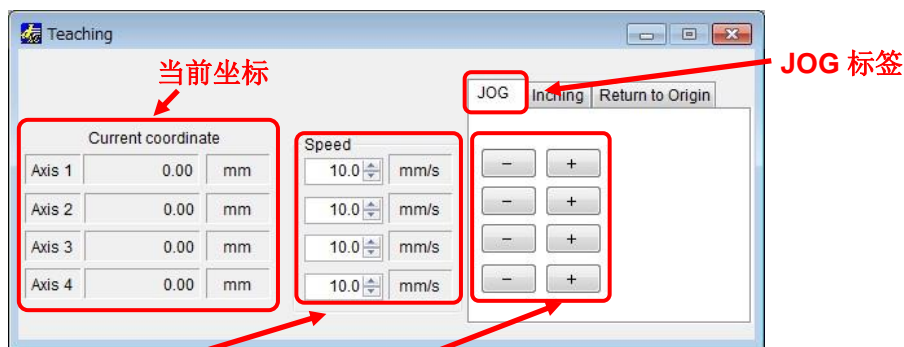 Teaching
当前坐标
JOG 标签
JOG Inching Return to Origin
Current coordinate
Speed
Axis 1 0.00 mm 10.0 mm/s - +
Axis 2 0.00 mm 10.0 mm/s - +
Axis 3 0.00 mm 10.0 mm/s - +
Axis 4 0.00 mm 10.0 mm/s - +